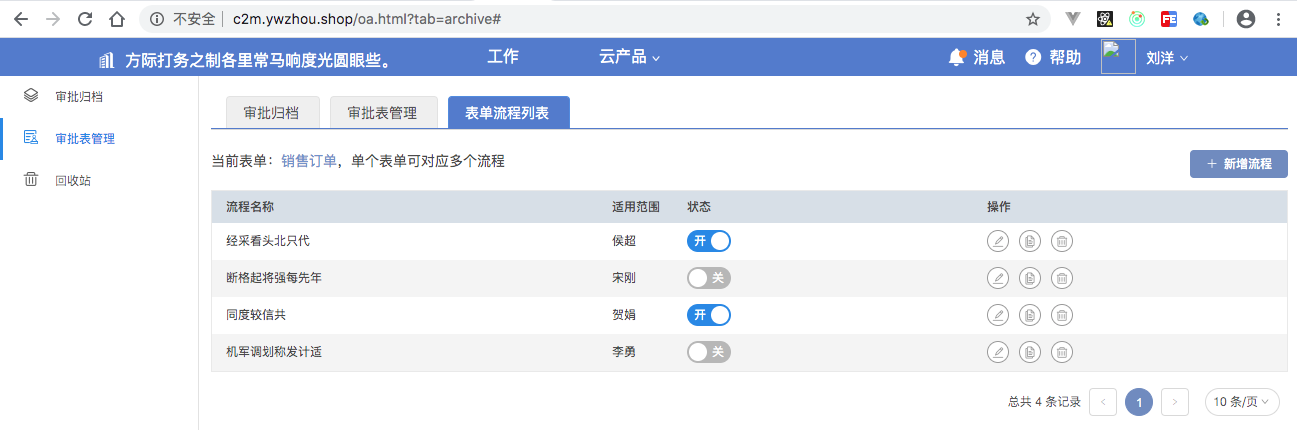 不安全 c2m.ywzhou.shop/oa.html?tab=archive#
方际打务之制各里常马响度光圆眼些。 工作 云产品 消息 帮助 刘洋
审批归档
审批表管理
回收站
审批归档 审批表管理 表单流程列表
当前表单：销售订单，单个表单可对应多个流程 新增流程
流程名称 适用范围 状态 操作
经采看头北只代 侯超 开
断格起将强每先年 宋刚 关
同度较信共 贺娟 开
机军调划称发计适 李勇 关
总共 4 条记录 < 1 > 10 条/页